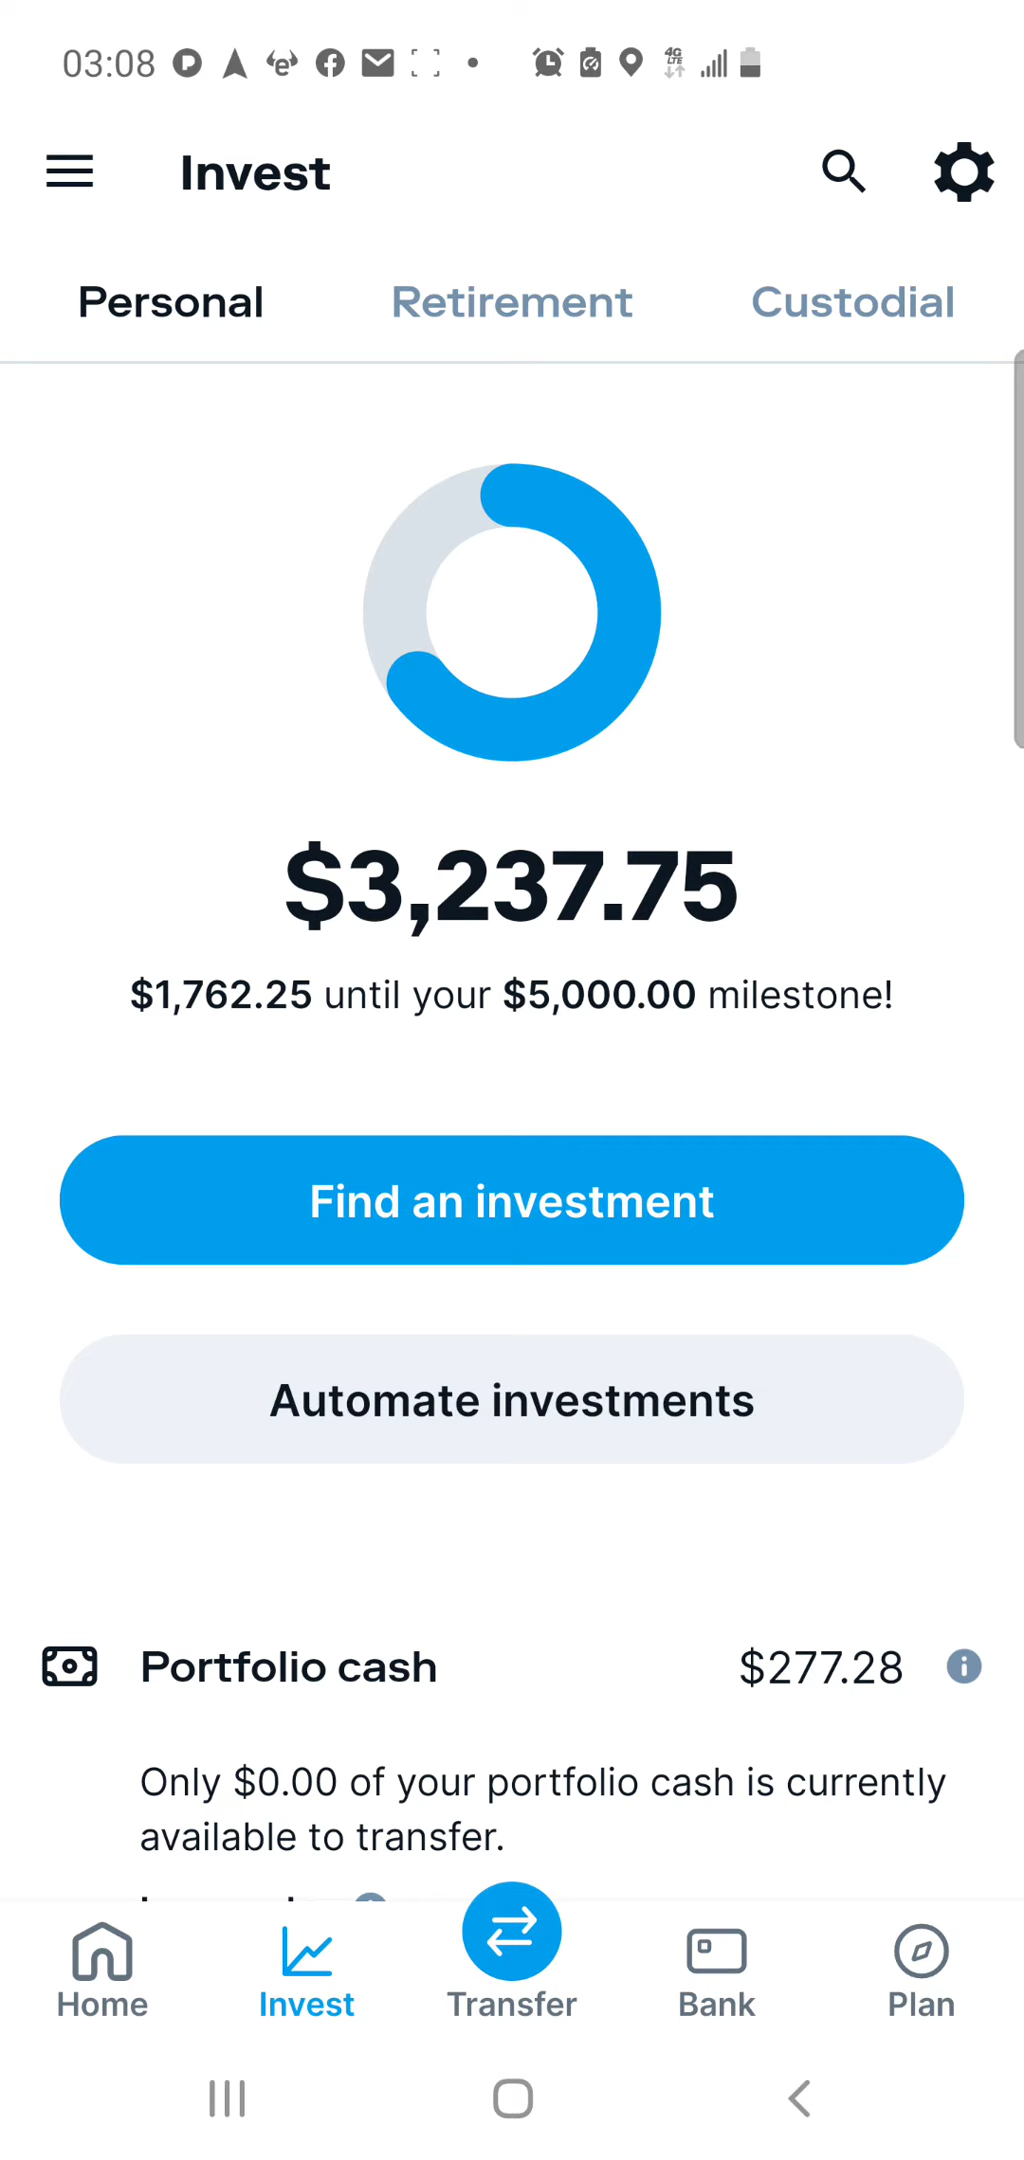 03:08
4G
LTE
Invest
Personal Retirement Custodial
$3,237.75
$1,762.25 until your $5,000.00 milestone!
Find an investment
Automate investments
Portfolio cash $277.28
Only $0.00 of your portfolio cash is currently
available to transfer.
Home Invest Transfer Bank Plan